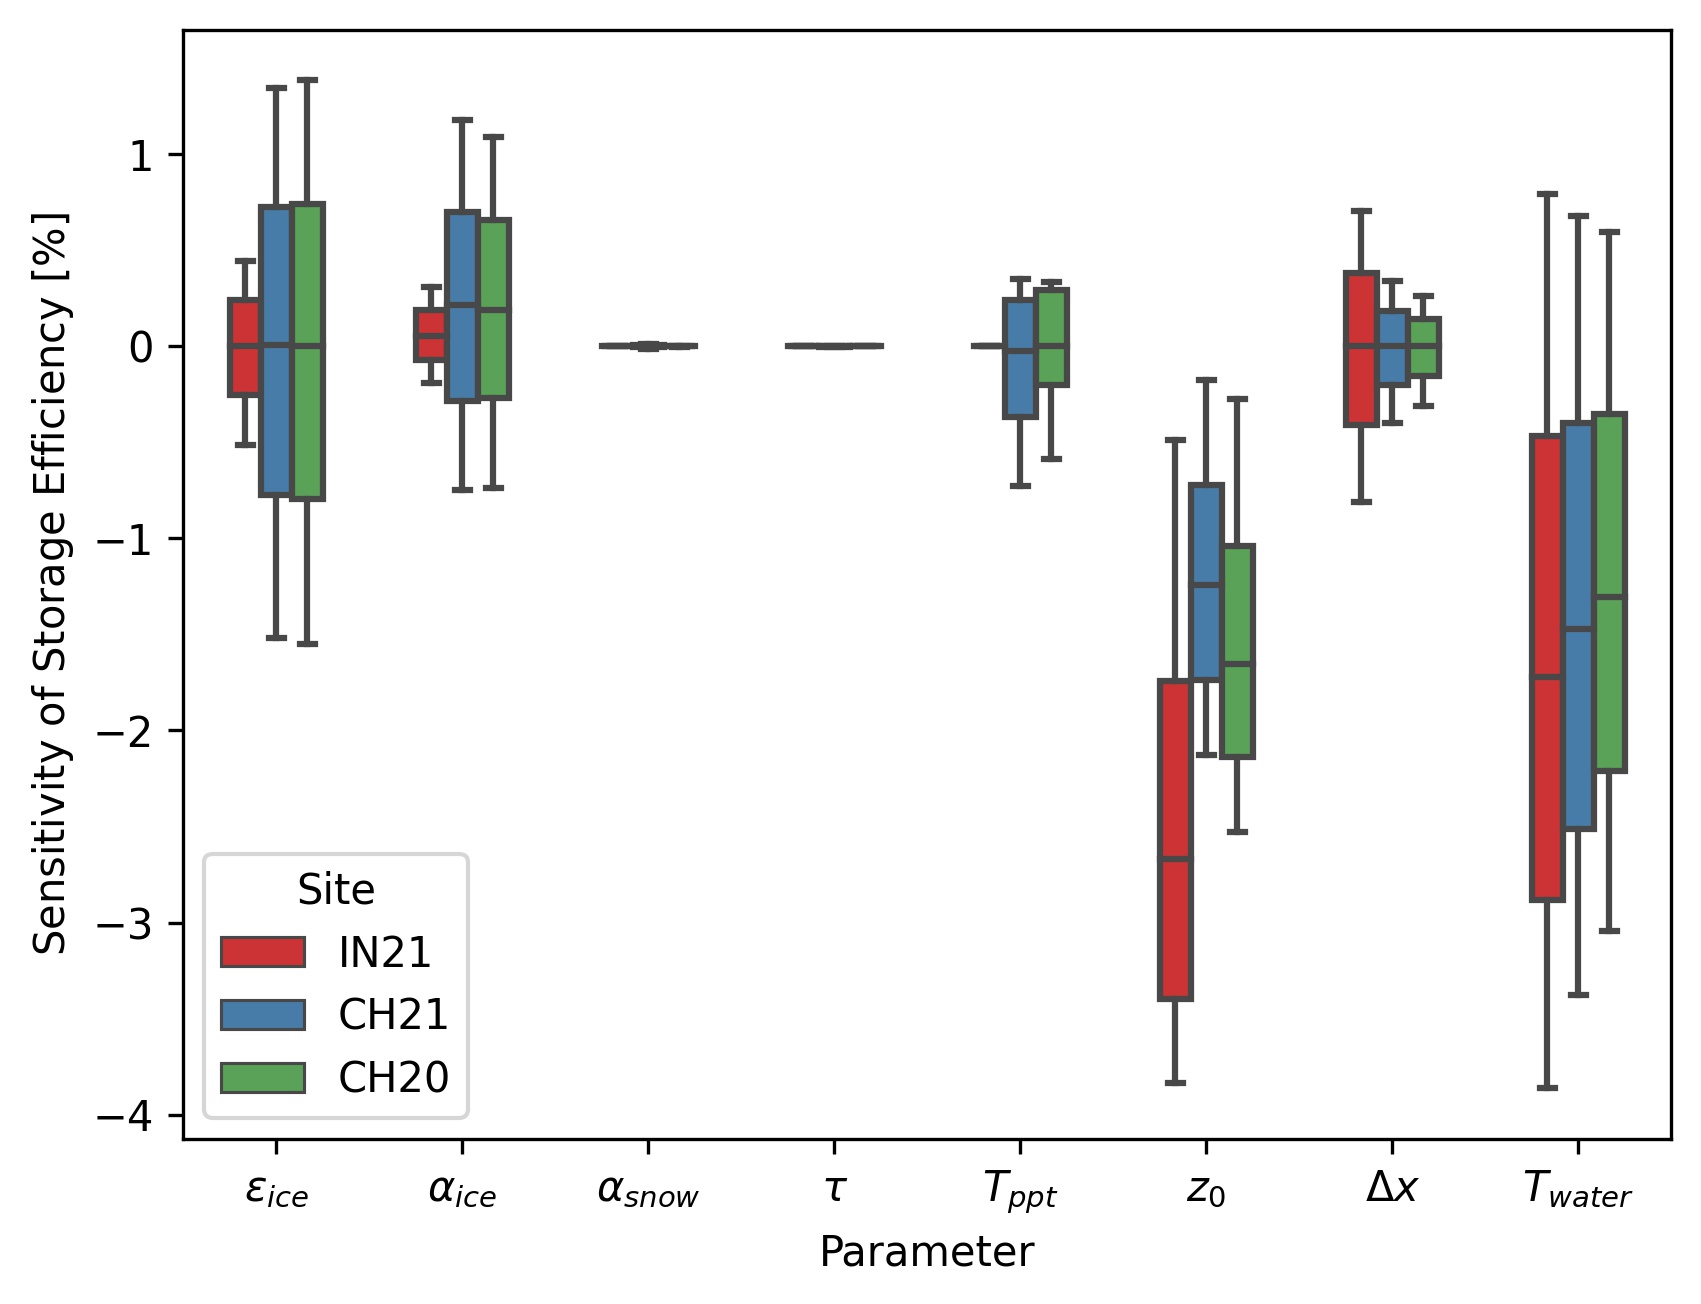 Sensitivity of Storage Efficiency [%]
1
0
−1
−2
−3
−4
Site
IN21
CH21
CH20
ε_ice α_ice α_snow τ T_ppt z_0 Δx T_water
Parameter